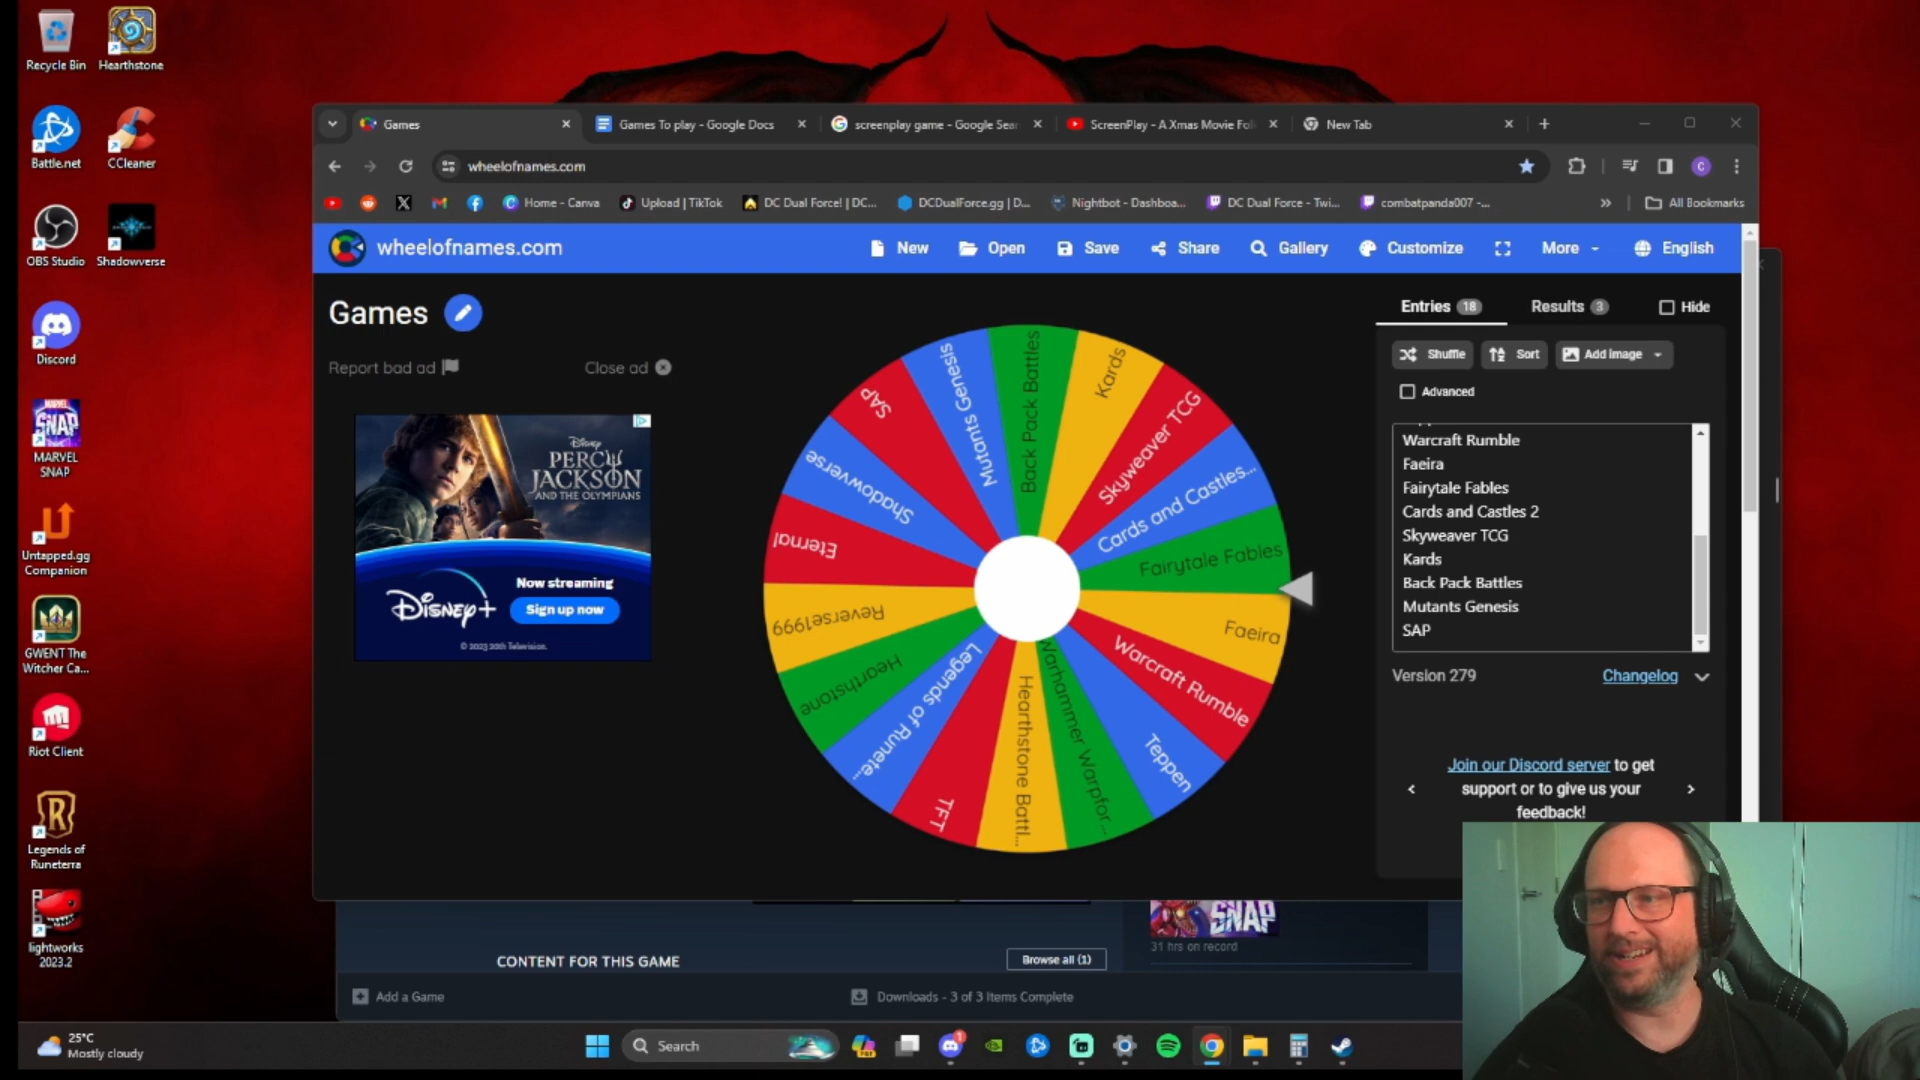 Recycle Bin
Hearthstone
Battle.net
CCleaner
OBS Studio
Shadowverse
Discord
MARVEL
SNAP
Untapped.gg
Companion
GWENT The
Witcher Ca...
Riot Client
Legends of
Runeterra
lightworks
2023.2
Games
Games To play - Google Docs
screenplay game - Google Sear
ScreenPlay - A Xmas Movie Fol
New Tab
wheelofnames.com
Home - Canva
Upload | TikTok
DC Dual Force! | DC...
DCDualForce.gg | D...
Nightbot - Dashboa...
DC Dual Force - Twi...
combatpanda007 -...
All Bookmarks
wheelofnames.com
New
Open
Save
Share
Gallery
Customize
More
English
Games
Report bad ad
Close ad
Disney
PERCY
JACKSON
AND THE OLYMPIANS
Now streaming
Disney+
Sign up now
© 2023 20th Television.
Back Pack Battles
Kards
Skyweaver TCG
Cards and Castles...
Fairytale Fables
Faeira
Warcraft Rumble
Teppen
Warhammer Warpfor...
Hearthstone Battl...
TFT
Legends of Runete...
Hearthstone
Reverse1999
Eternal
Shadowverse
SAP
Mutants Genesis
Entries 18
Results 3
Hide
Shuffle
Sort
Add image
Advanced
Warcraft Rumble
Faeira
Fairytale Fables
Cards and Castles 2
Skyweaver TCG
Kards
Back Pack Battles
Mutants Genesis
SAP
Version 279
Changelog
Join our Discord server to get
support or to give us your
feedback!
SNAP
31 hrs on record
CONTENT FOR THIS GAME
Browse all (1)
Add a Game
Downloads - 3 of 3 Items Complete
25°C
Mostly cloudy
Search